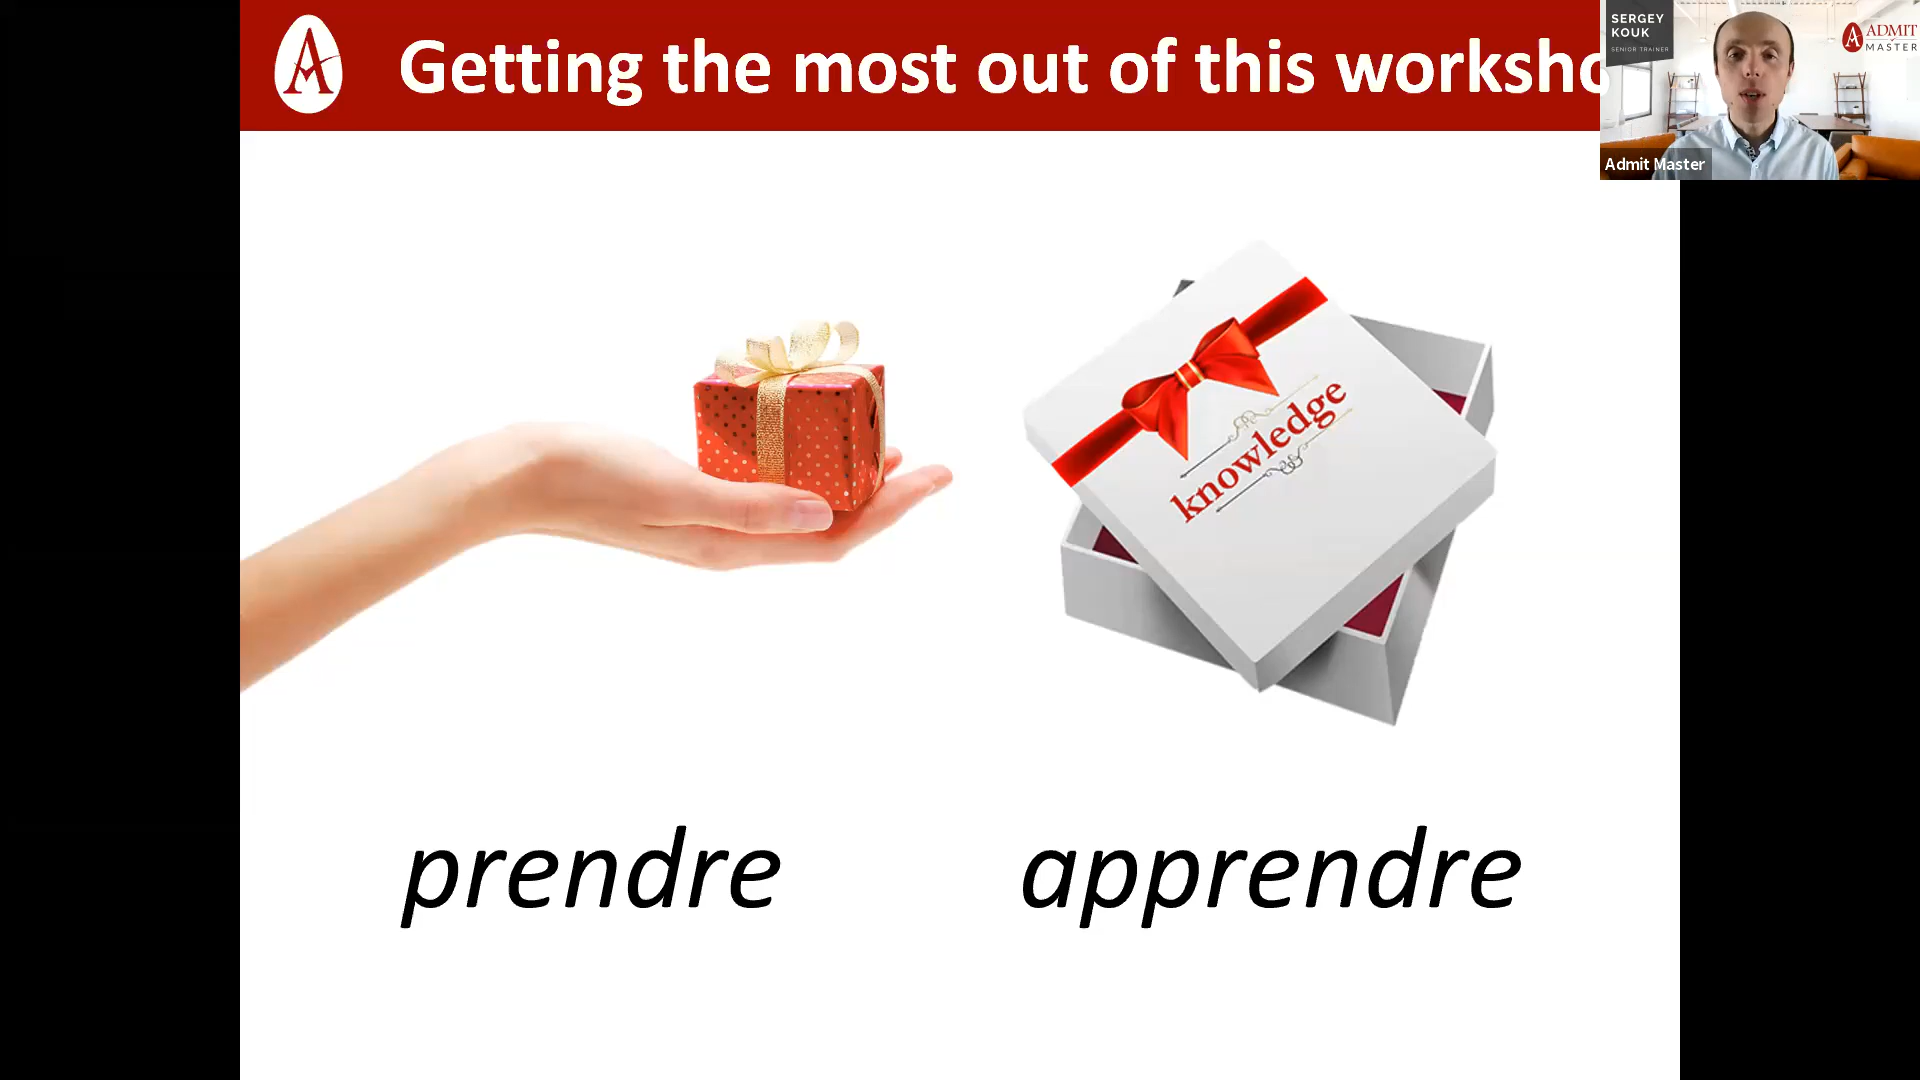 Getting the most out of this worksho
SERGEY
KOUK
SENIOR TRAINER
ADMIT
MASTER
Admit Master
knowledge
prendre
apprendre